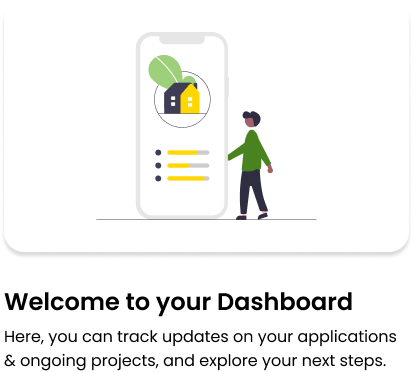 Welcome to your Dashboard
Here, you can track updates on your applications
& ongoing projects, and explore your next steps.